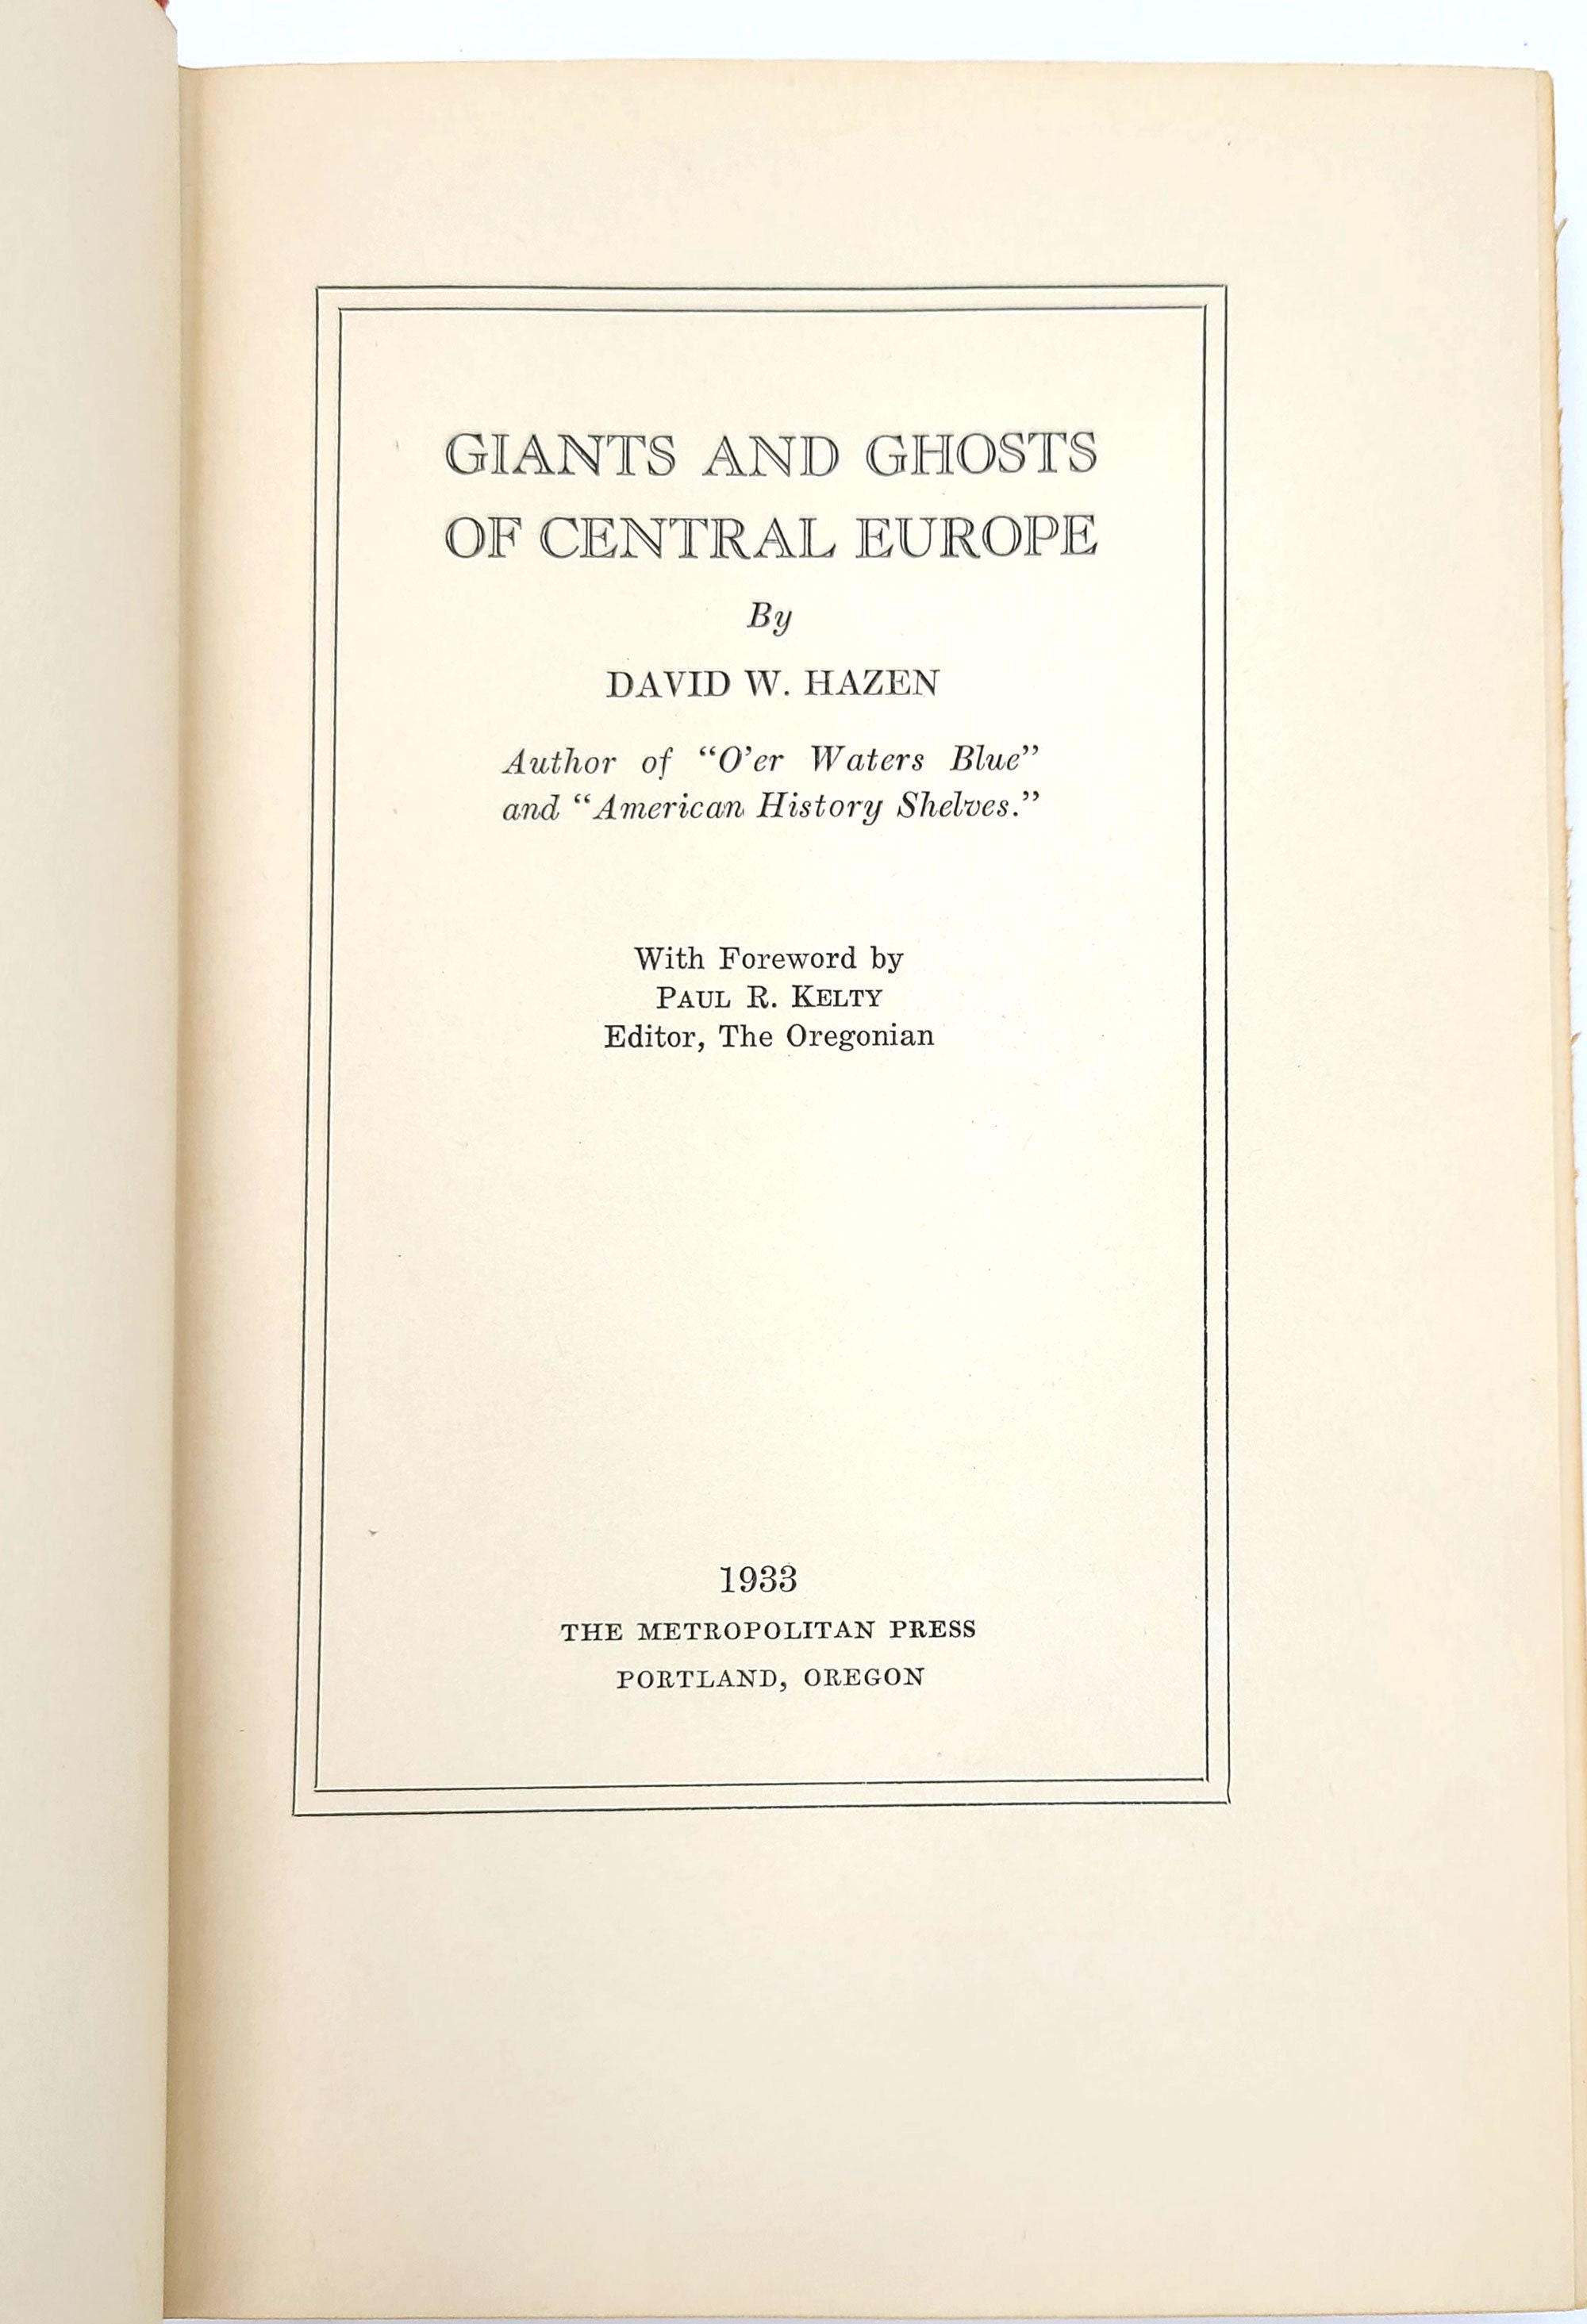 GIANTS AND GHOSTS
OF CENTRAL EUROPE
By
DAVID W. HAZEN
Author of “O’er Waters Blue”
and “American History Shelves.”
With Foreword by
PAUL R. KELTY
Editor, The Oregonian
1933
THE METROPOLITAN PRESS
PORTLAND, OREGON